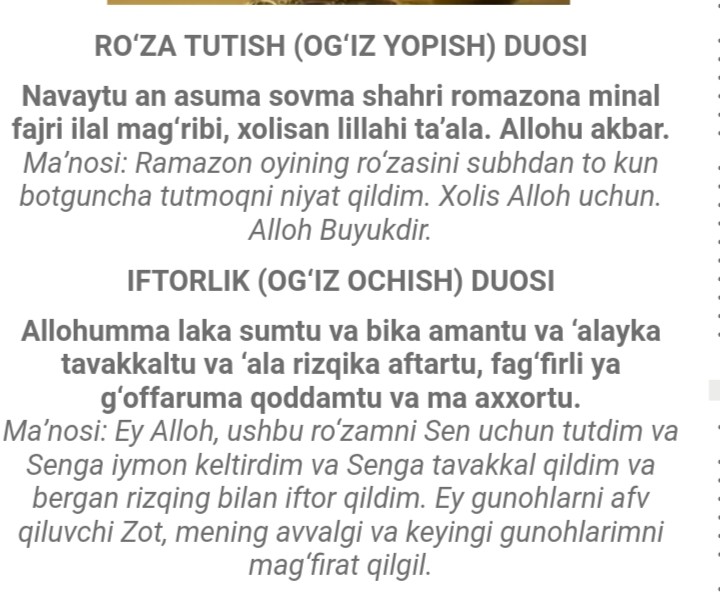 RO‘ZA TUTISH (OG‘IZ YOPISH) DUOSI
Navaytu an asuma sovma shahri romazona minal
fajri ilal mag‘ribi, xolisan lillahi ta’ala. Allohu akbar.
Ma’nosi: Ramazon oyining ro‘zasini subhdan to kun
botguncha tutmoqni niyat qildim. Xolis Alloh uchun.
Alloh Buyukdir.
IFTORLIK (OG‘IZ OCHISH) DUOSI
Allohumma laka sumtu va bika amantu va ‘alayka
tavakkaltu va ‘ala rizqika aftartu, fag‘firli ya
g‘offaruma qoddamtu va ma axxortu.
Ma’nosi: Ey Alloh, ushbu ro‘zamni Sen uchun tutdim va
Senga iymon keltirdim va Senga tavakkal qildim va
bergan rizqing bilan iftor qildim. Ey gunohlarni afv
qiluvchi Zot, mening avvalgi va keyingi gunohlarimni
mag‘firat qilgil.